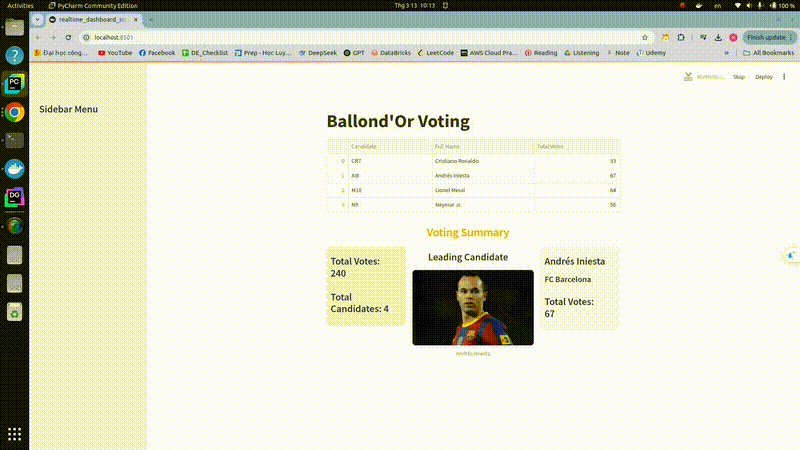 Activities PyCharm Community Edition Thg 3 13 10:13 en 100 %
realtime_dashboard_str
localhost:8501 Finish update
Đại học công... YouTube Facebook DE_Checklist Prep - Học Luy... DeepSeek GPT DataBricks LeetCode AWS Cloud Pra... Reading Listening Note Udemy All Bookmarks
Stop Deploy
Sidebar Menu
Ballond'Or Voting
Candidate Full Name Total Votes
0 CR7 Cristiano Ronaldo 53
1 AI8 Andrés Iniesta 67
2 M10 Lionel Messi 64
3 N9 Neymar Jr. 56
Voting Summary
Total Votes:
240
Total
Candidates: 4
Leading Candidate
Andrés Iniesta
Andrés Iniesta
FC Barcelona
Total Votes:
67